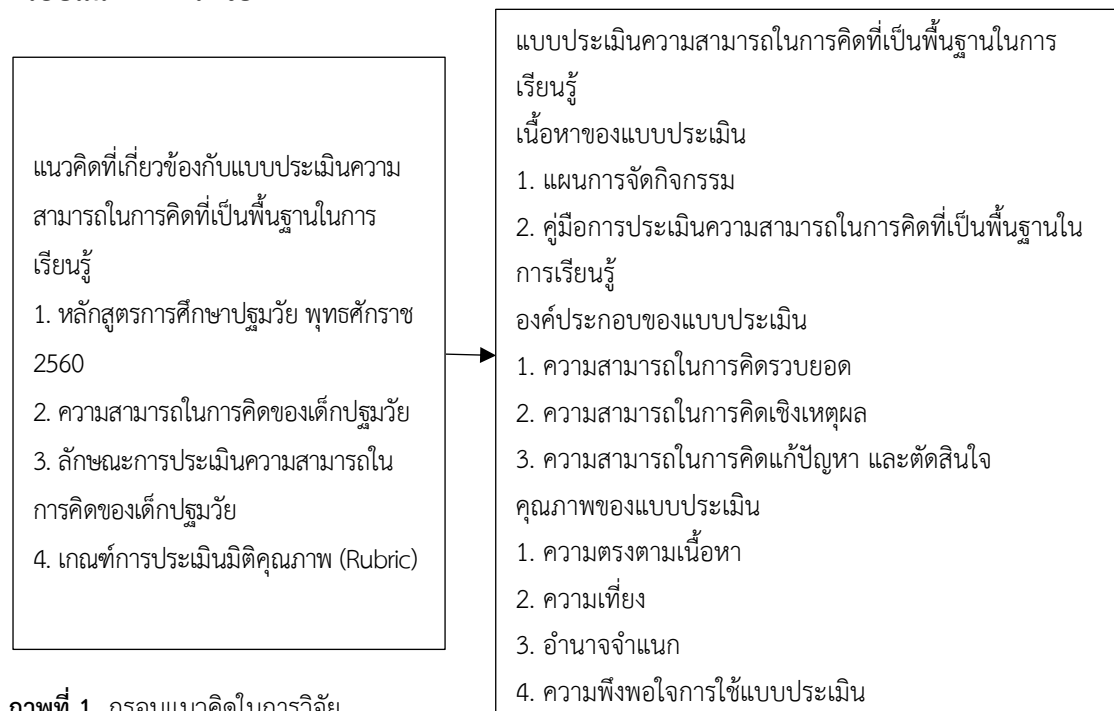 แนวคิดที่เกี่ยวข้องกับแบบประเมินความ
สามารถในการคิดที่เป็นพื้นฐานในการ
เรียนรู้
1. หลักสูตรการศึกษาปฐมวัย พุทธศักราช
2560
2. ความสามารถในการคิดของเด็กปฐมวัย
3. ลักษณะการประเมินความสามารถใน
การคิดของเด็กปฐมวัย
4. เกณฑ์การประเมินมิติคุณภาพ (Rubric)
แบบประเมินความสามารถในการคิดที่เป็นพื้นฐานในการ
เรียนรู้
เนื้อหาของแบบประเมิน
1. แผนการจัดกิจกรรม
2. คู่มือการประเมินความสามารถในการคิดที่เป็นพื้นฐานใน
การเรียนรู้
องค์ประกอบของแบบประเมิน
1. ความสามารถในการคิดรวบยอด
2. ความสามารถในการคิดเชิงเหตุผล
3. ความสามารถในการคิดแก้ปัญหา และตัดสินใจ
คุณภาพของแบบประเมิน
1. ความตรงตามเนื้อหา
2. ความเที่ยง
3. อำนาจจำแนก
4. ความพึงพอใจการใช้แบบประเมิน
ภาพที่ 1 กรอบแนวคิดในการวิจัย